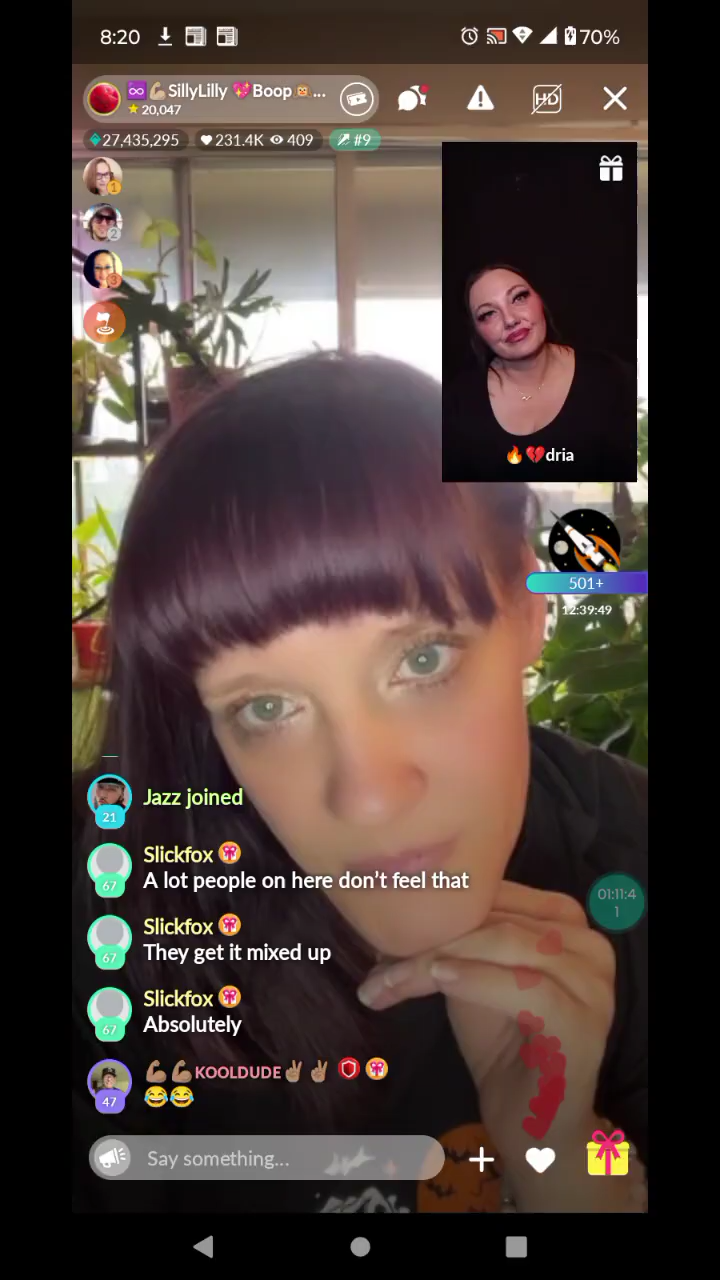 8:20
70%
♾️💪🏽SillyLilly 💖Boop 🙊...
20,047
HD
27,435,295
231.4K
409
#9
1
2
3
🔥💔dria
501+
12:39:49
Jazz joined
21
Slickfox
A lot people on here don't feel that
67
Slickfox
They get it mixed up
67
Slickfox
Absolutely
67
01:11:4
1
💪🏽💪🏽KOOLDUDE✌🏽✌🏽
😂😂
47
Say something...